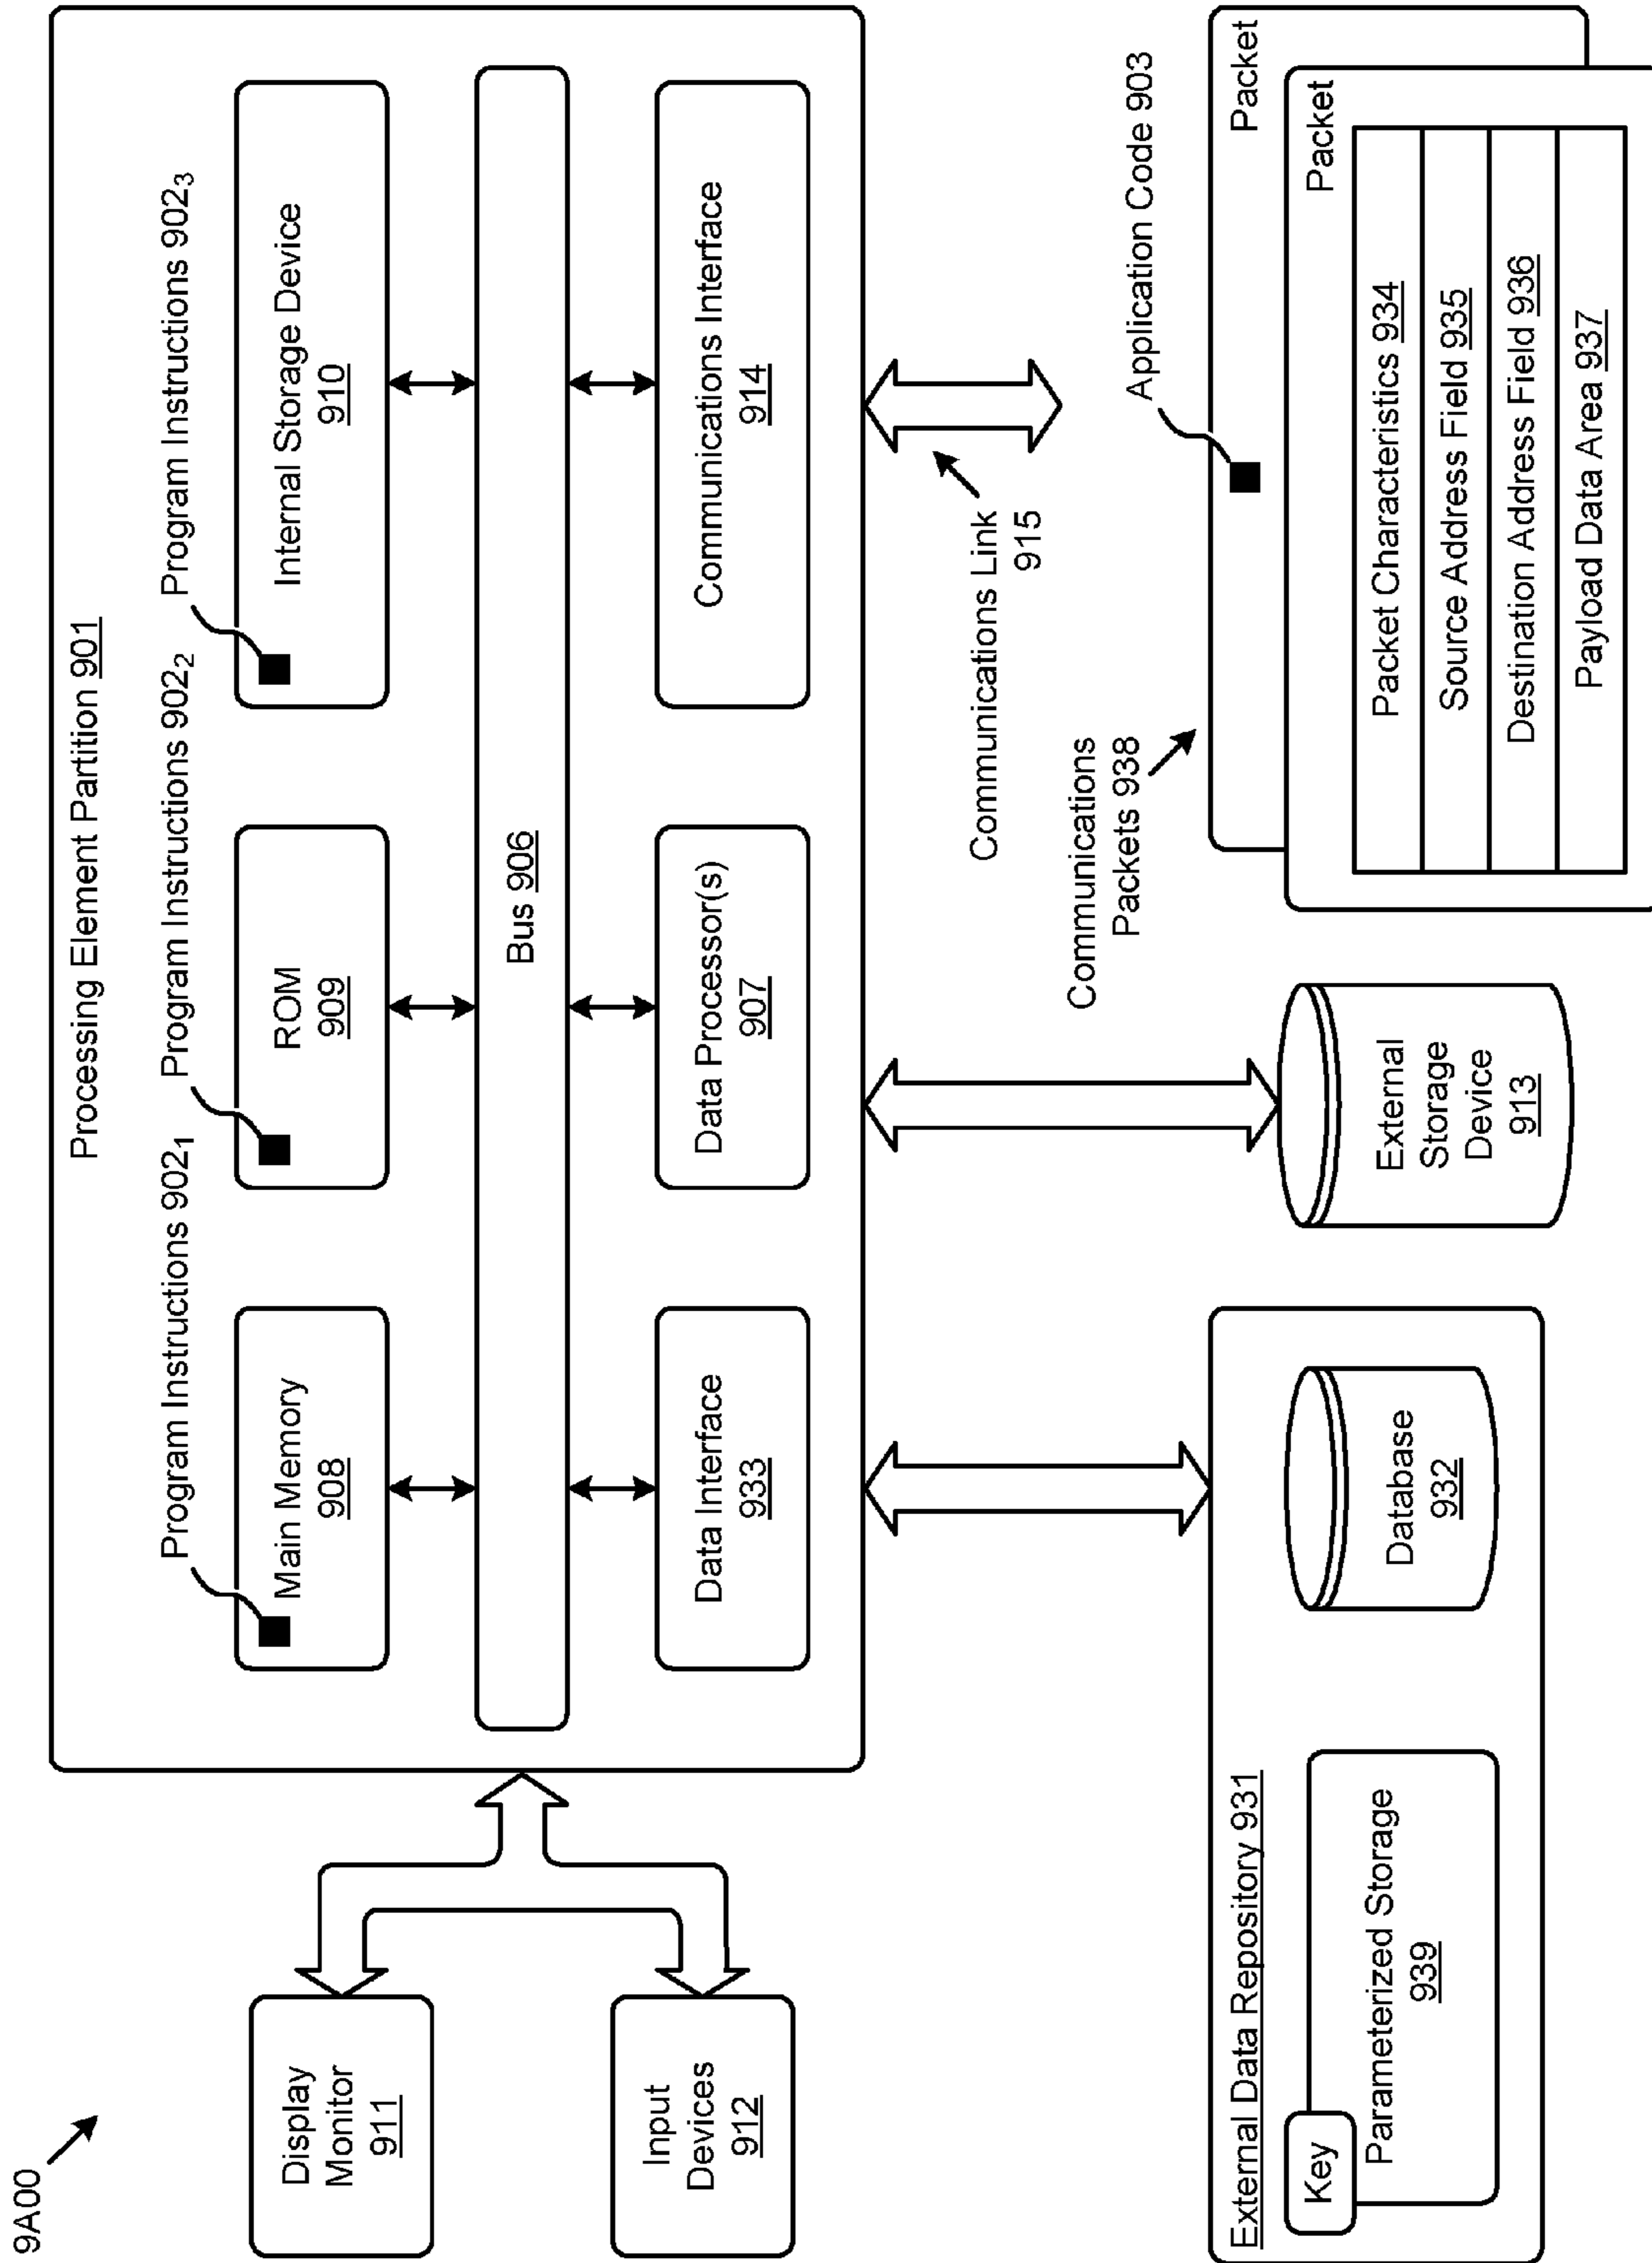 9A00
Processing Element Partition 901
Program Instructions 902₁
Program Instructions 902₂
Program Instructions 902₃
Main Memory
908
ROM
909
Internal Storage Device
910
Bus 906
Data Interface
933
Data Processor(s)
907
Communications Interface
914
Display
Monitor
911
Input
Devices
912
Communications Link
915
Communications
Packets 938
Application Code 903
External Data Repository 931
Key
Parameterized Storage
939
Database
932
External
Storage
Device
913
Packet
Packet
Packet Characteristics 934
Source Address Field 935
Destination Address Field 936
Payload Data Area 937